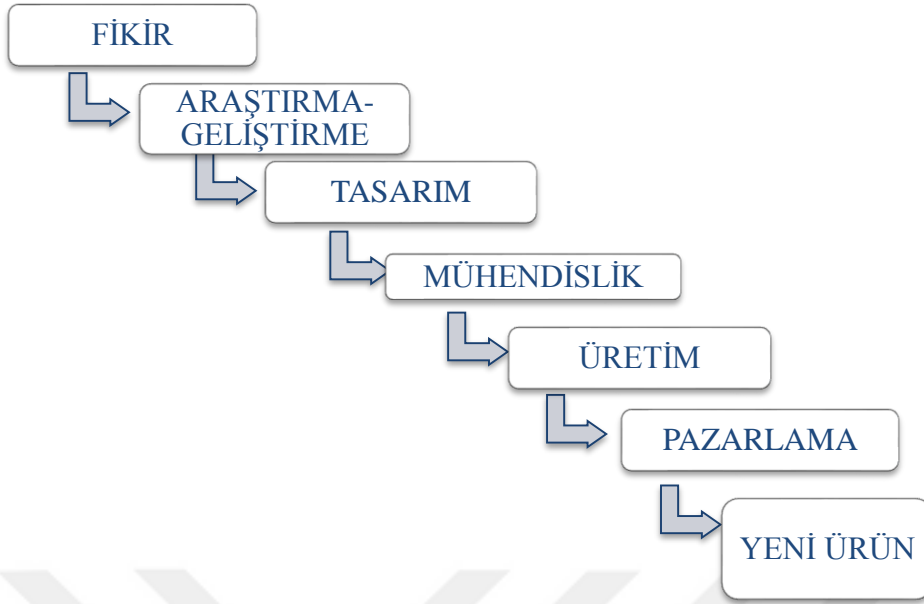 FİKİR
ARAŞTIRMA-
GELİŞTİRME
TASARIM
MÜHENDİSLİK
ÜRETİM
PAZARLAMA
YENİ ÜRÜN